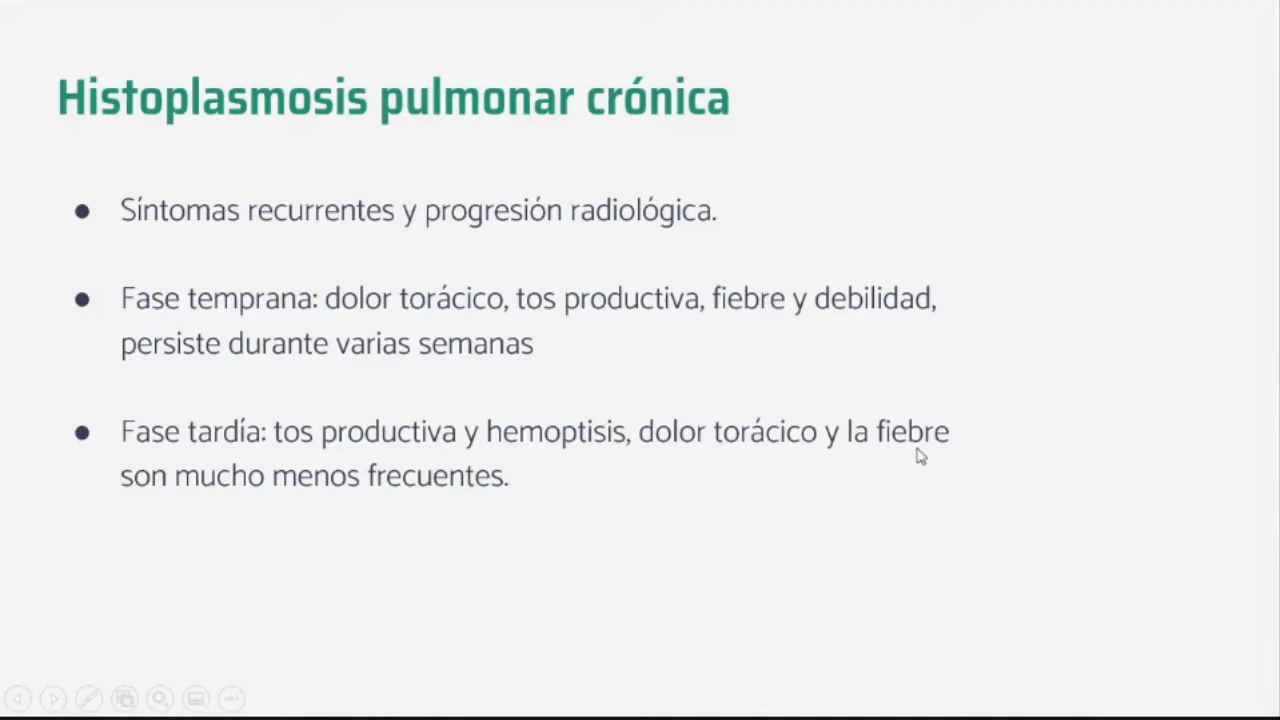 Histoplasmosis pulmonar crónica
● Síntomas recurrentes y progresión radiológica.
● Fase temprana: dolor torácico, tos productiva, fiebre y debilidad,
persiste durante varias semanas
● Fase tardía: tos productiva y hemoptisis, dolor torácico y la fiebre
son mucho menos frecuentes.